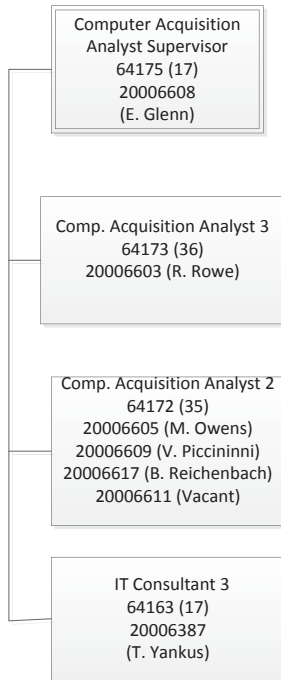 Computer Acquisition
Analyst Supervisor
64175 (17)
20006608
(E. Glenn)
Comp. Acquisition Analyst 3
64173 (36)
20006603 (R. Rowe)
Comp. Acquisition Analyst 2
64172 (35)
20006605 (M. Owens)
20006609 (V. Piccininni)
20006617 (B. Reichenbach)
20006611 (Vacant)
IT Consultant 3
64163 (17)
20006387
(T. Yankus)